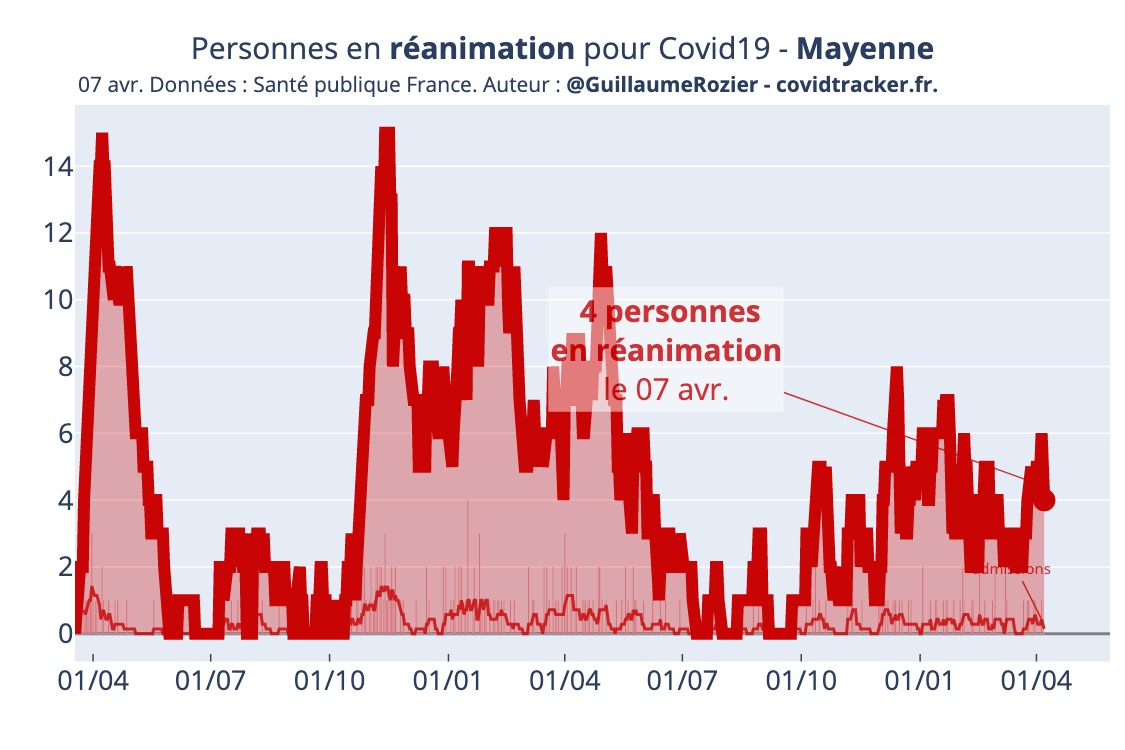 Personnes en réanimation pour Covid19 - Mayenne
07 avr. Données : Santé publique France. Auteur : @GuillaumeRozier - covidtracker.fr.
14
12
10
8
6
4
2
0
4 personnes
en réanimation
le 07 avr.
admissions
01/04 01/07 01/10 01/01 01/04 01/07 01/10 01/01 01/04